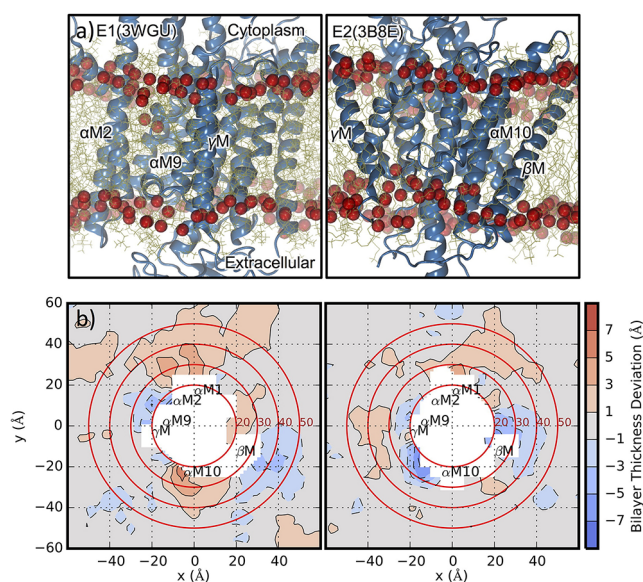 a) E1(3WGU) Cytoplasm
αM2
αM9
γM
Extracellular
E2(3B8E)
γM
αM10
βM
b)
60
40
20
0
−20
−40
−60
y (Å)
αM1
αM2
αM9
γM
20 30 40 50
βM
αM10
−40 −20 0 20 40
x (Å)
αM1
αM2
αM9
γM
20 30 40 50
βM
αM10
−40 −20 0 20 40
x (Å)
7
5
3
1
−1
−3
−5
−7
Bilayer Thickness Deviation (Å)